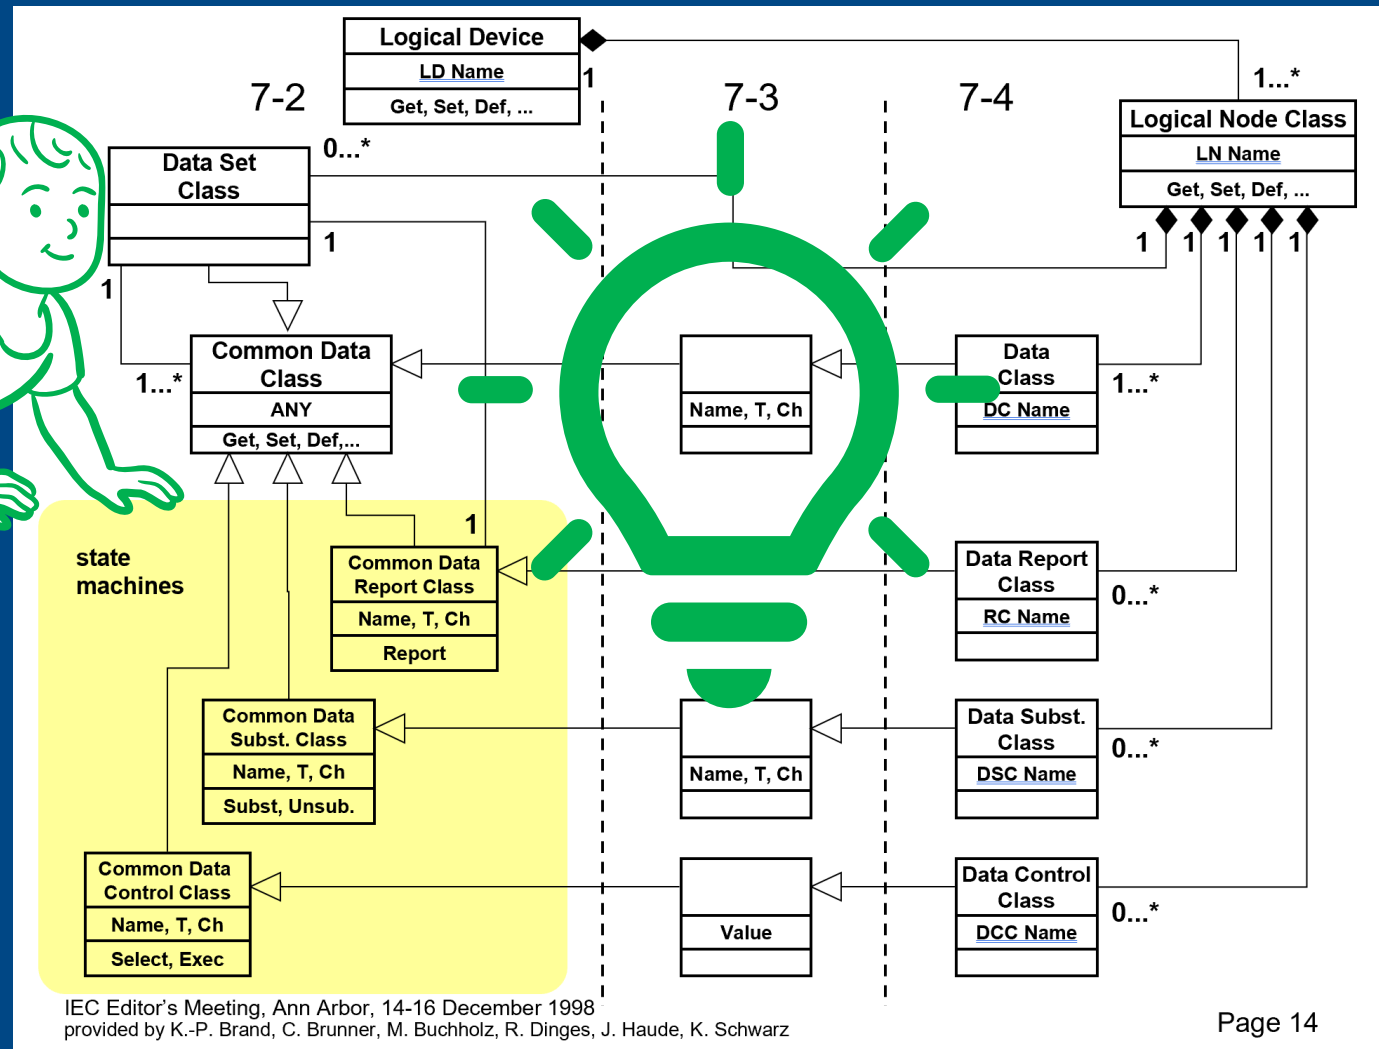 Logical Device
LD Name
Get, Set, Def, ...
1
1...*
7-2
7-3
7-4
Logical Node Class
LN Name
Get, Set, Def, ...
1
1
1
1
1
0...*
Data Set
Class
1
1
1...*
Common Data
Class
ANY
Get, Set, Def,...
Name, T, Ch
Data
Class
DC Name
1...*
state
machines
1
Common Data
Report Class
Name, T, Ch
Report
Data Report
Class
RC Name
0...*
Common Data
Subst. Class
Name, T, Ch
Subst, Unsub.
Name, T, Ch
Data Subst.
Class
DSC Name
0...*
Common Data
Control Class
Name, T, Ch
Select, Exec
Value
Data Control
Class
DCC Name
0...*
IEC Editor's Meeting, Ann Arbor, 14-16 December 1998
provided by K.-P. Brand, C. Brunner, M. Buchholz, R. Dinges, J. Haude, K. Schwarz
Page 14